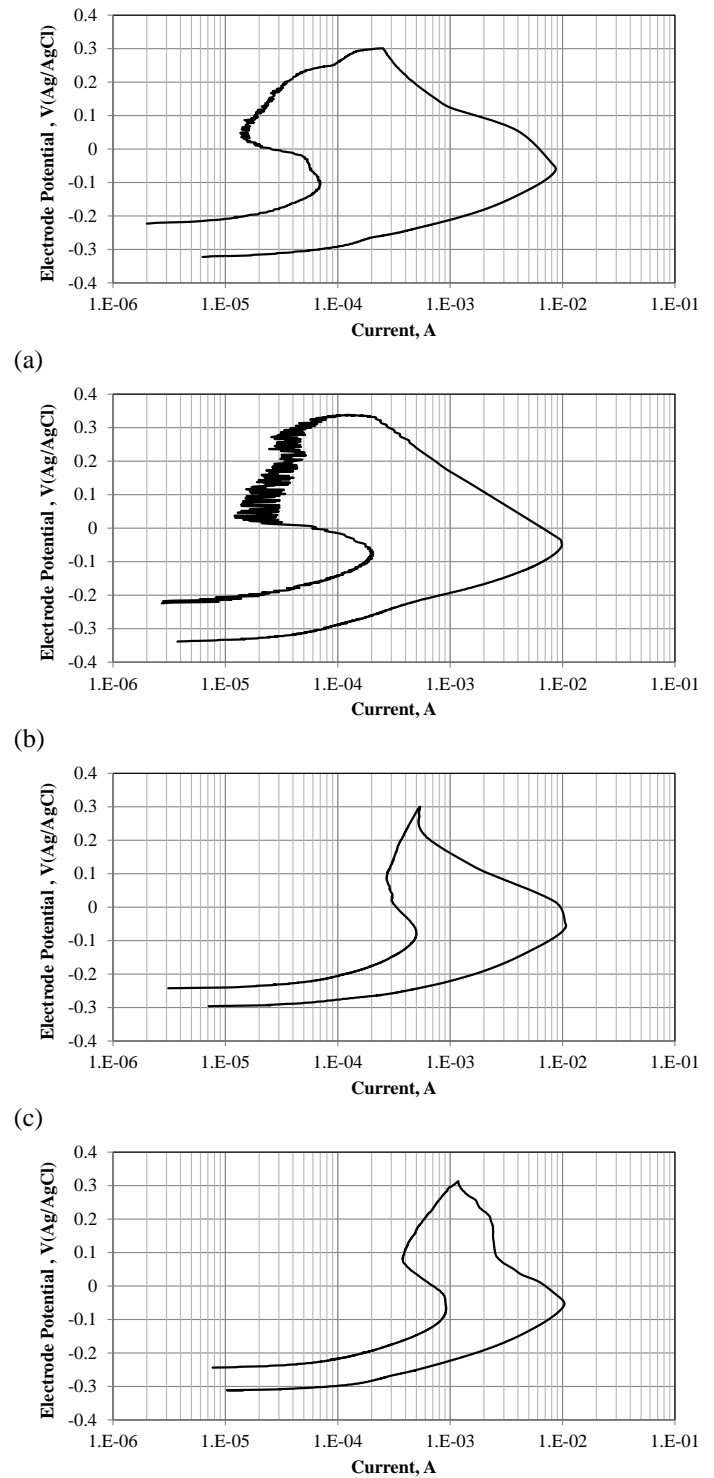 Electrode Potential , V(Ag/AgCl)
0.4
0.3
0.2
0.1
0
-0.1
-0.2
-0.3
-0.4
1.E-06 1.E-05 1.E-04 1.E-03 1.E-02 1.E-01
Current, A
(a)
Electrode Potential , V(Ag/AgCl)
0.4
0.3
0.2
0.1
0
-0.1
-0.2
-0.3
-0.4
1.E-06 1.E-05 1.E-04 1.E-03 1.E-02 1.E-01
Current, A
(b)
Electrode Potential , V(Ag/AgCl)
0.4
0.3
0.2
0.1
0
-0.1
-0.2
-0.3
-0.4
1.E-06 1.E-05 1.E-04 1.E-03 1.E-02 1.E-01
Current, A
(c)
Electrode Potential , V(Ag/AgCl)
0.4
0.3
0.2
0.1
0
-0.1
-0.2
-0.3
-0.4
1.E-06 1.E-05 1.E-04 1.E-03 1.E-02 1.E-01
Current, A